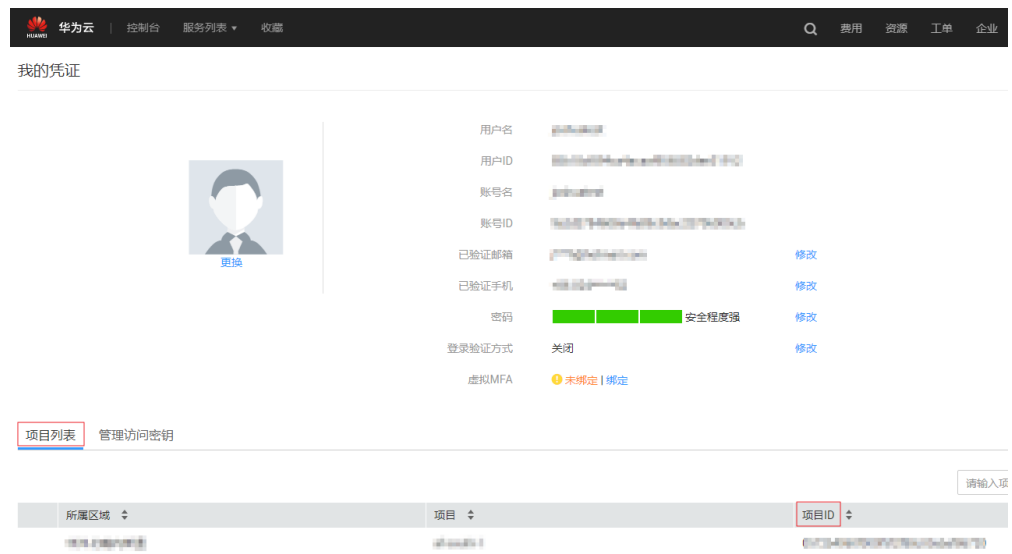 HUAWEI 华为云 | 控制台 服务列表 收藏 费用 资源 工单 企业
我的凭证
用户名
用户ID
账号名
账号ID
更换
已验证邮箱 修改
已验证手机 修改
密码 安全程度强 修改
登录验证方式 关闭 修改
虚拟MFA 未绑定 | 绑定
项目列表 管理访问密钥
请输入项
所属区域 项目 项目ID